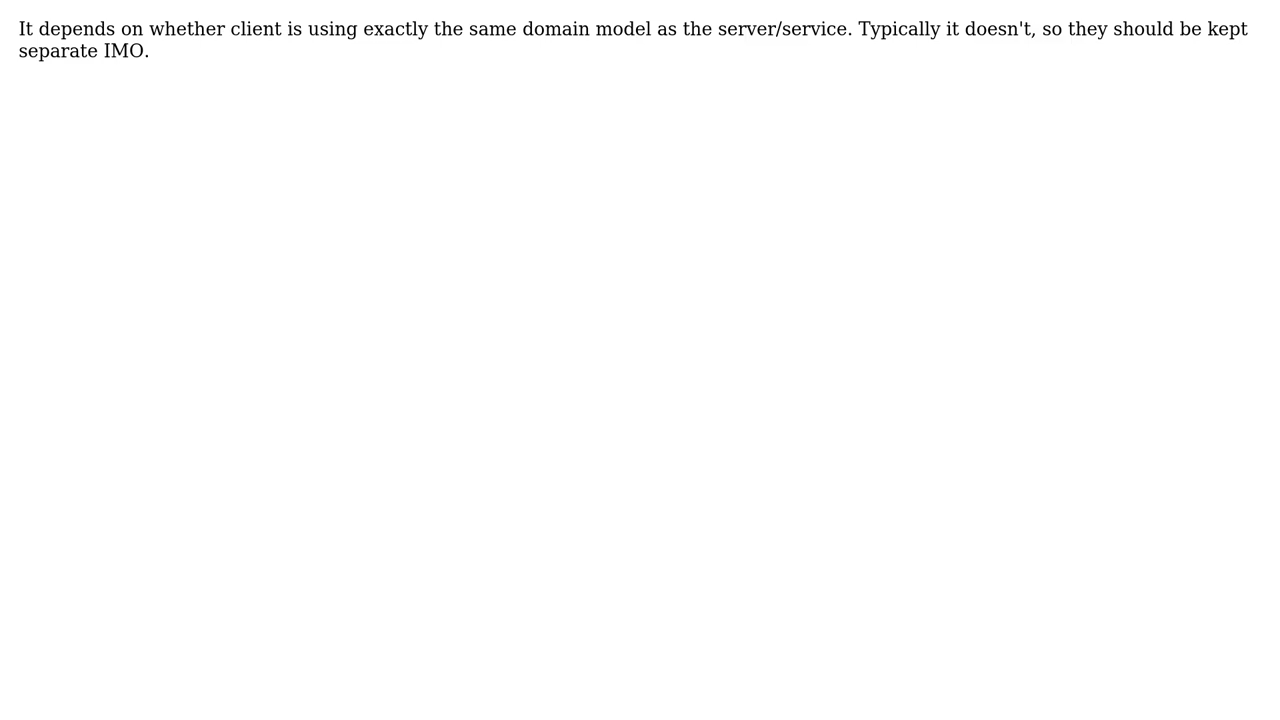 It depends on whether client is using exactly the same domain model as the server/service. Typically it doesn't, so they should be kept
separate IMO.